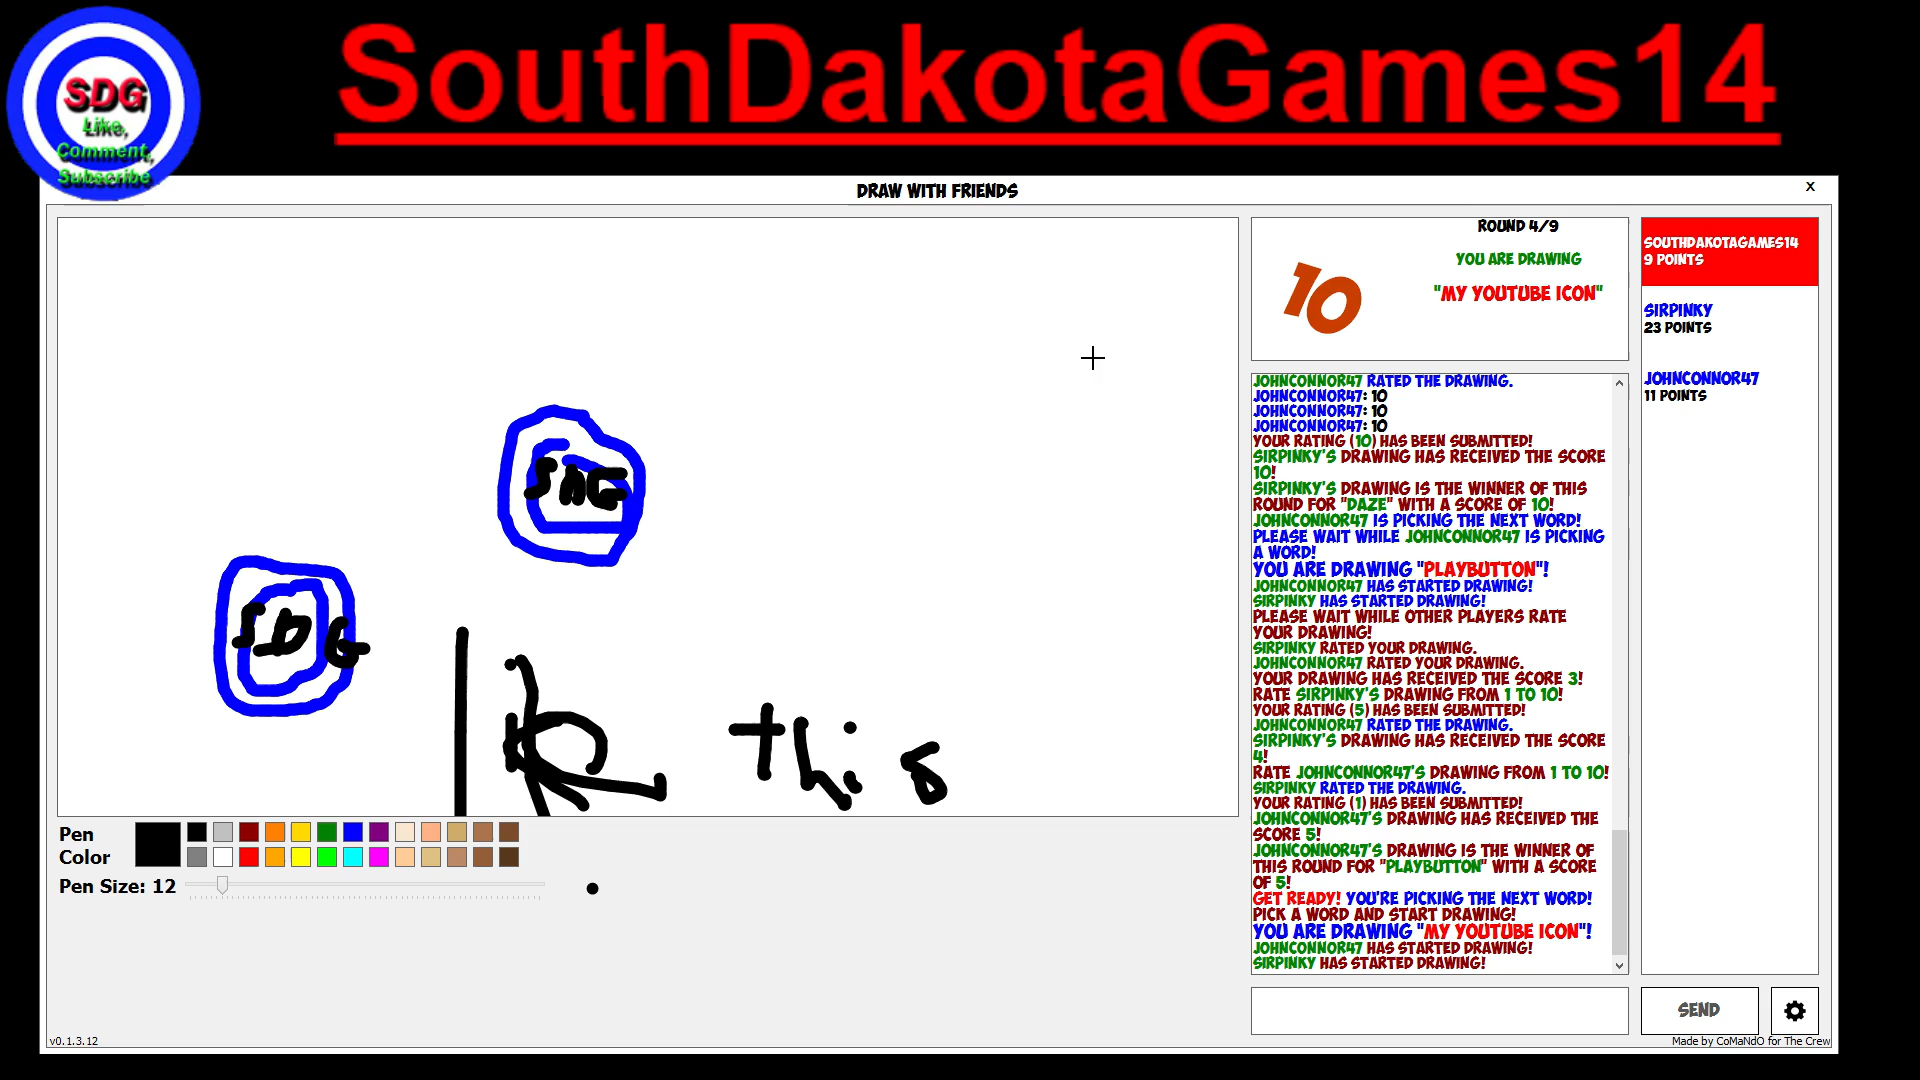 SouthDakotaGames14
SDG
Like,
Comment,
Subscribe
DRAW WITH FRIENDS
X
SDG
SDG
this
Pen
Color
Pen Size: 12
v0.1.3.12
10
ROUND 4/9
YOU ARE DRAWING
"MY YOUTUBE ICON"
JOHNCONNOR47 RATED THE DRAWING.
JOHNCONNOR47: 10
JOHNCONNOR47: 10
JOHNCONNOR47: 10
YOUR RATING (10) HAS BEEN SUBMITTED!
SIRPINKY'S DRAWING HAS RECEIVED THE SCORE
10!
SIRPINKY'S DRAWING IS THE WINNER OF THIS
ROUND FOR "DAZE" WITH A SCORE OF 10!
JOHNCONNOR47 IS PICKING THE NEXT WORD!
PLEASE WAIT WHILE JOHNCONNOR47 IS PICKING
A WORD!
YOU ARE DRAWING "PLAYBUTTON"!
JOHNCONNOR47 HAS STARTED DRAWING!
SIRPINKY HAS STARTED DRAWING!
PLEASE WAIT WHILE OTHER PLAYERS RATE
YOUR DRAWING!
SIRPINKY RATED YOUR DRAWING.
JOHNCONNOR47 RATED YOUR DRAWING.
YOUR DRAWING HAS RECEIVED THE SCORE 3!
RATE SIRPINKY'S DRAWING FROM 1 TO 10!
YOUR RATING (5) HAS BEEN SUBMITTED!
JOHNCONNOR47 RATED THE DRAWING.
SIRPINKY'S DRAWING HAS RECEIVED THE SCORE
4!
RATE JOHNCONNOR47'S DRAWING FROM 1 TO 10!
SIRPINKY RATED THE DRAWING.
YOUR RATING (1) HAS BEEN SUBMITTED!
JOHNCONNOR47'S DRAWING HAS RECEIVED THE
SCORE 5!
JOHNCONNOR47'S DRAWING IS THE WINNER OF
THIS ROUND FOR "PLAYBUTTON" WITH A SCORE
OF 5!
GET READY! YOU'RE PICKING THE NEXT WORD!
PICK A WORD AND START DRAWING!
YOU ARE DRAWING "MY YOUTUBE ICON"!
JOHNCONNOR47 HAS STARTED DRAWING!
SIRPINKY HAS STARTED DRAWING!
SOUTHDAKOTAGAMES14
9 POINTS
SIRPINKY
23 POINTS
JOHNCONNOR47
11 POINTS
SEND
Made by CoMaNdO for The Crew